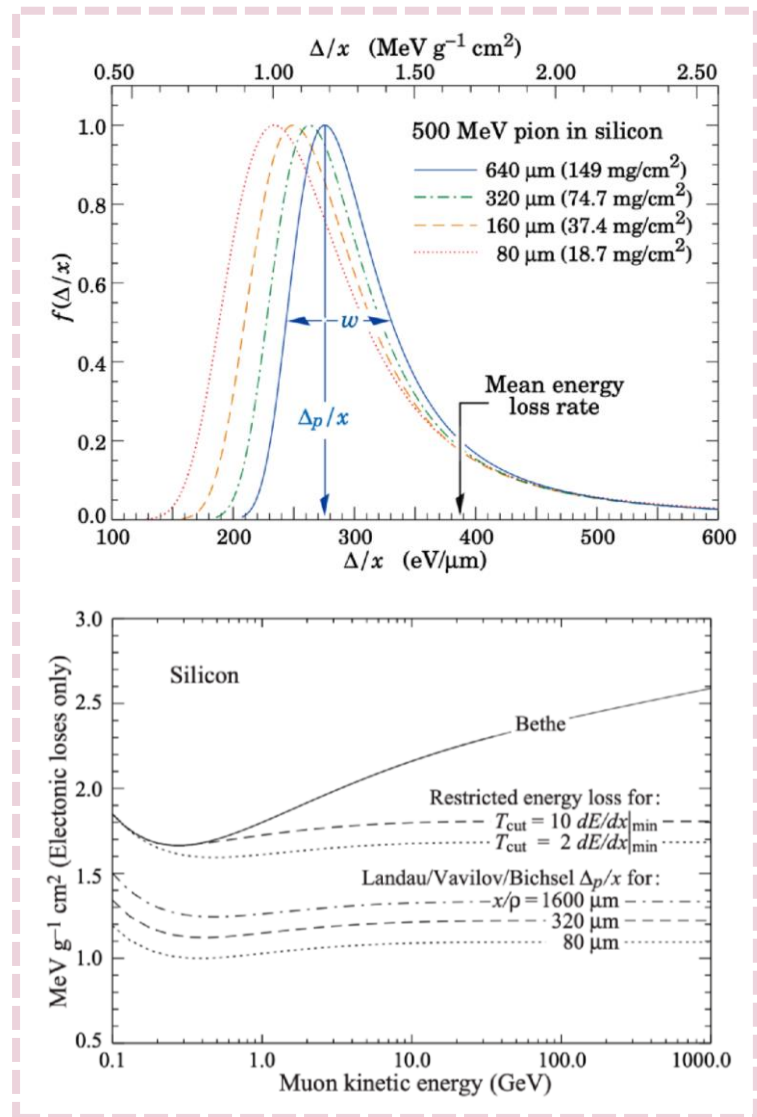 Δ/x (MeV g⁻¹ cm²)
0.50 1.00 1.50 2.00 2.50
500 MeV pion in silicon
640 μm (149 mg/cm²)
320 μm (74.7 mg/cm²)
160 μm (37.4 mg/cm²)
80 μm (18.7 mg/cm²)
1.0
0.8
0.6
0.4
0.2
0.0
f(Δ/x)
w
Δp/x
Mean energy
loss rate
100 200 300 400 500 600
Δ/x (eV/μm)
MeV g⁻¹ cm² (Electonic loses only)
3.0
2.5
2.0
1.5
1.0
0.5
Silicon
Bethe
Restricted energy loss for:
Tcut = 10 dE/dx|min
Tcut = 2 dE/dx|min
Landau/Vavilov/Bichsel Δp/x for:
x/ρ = 1600 μm
320 μm
80 μm
0.1 1.0 10.0 100.0 1000.0
Muon kinetic energy (GeV)